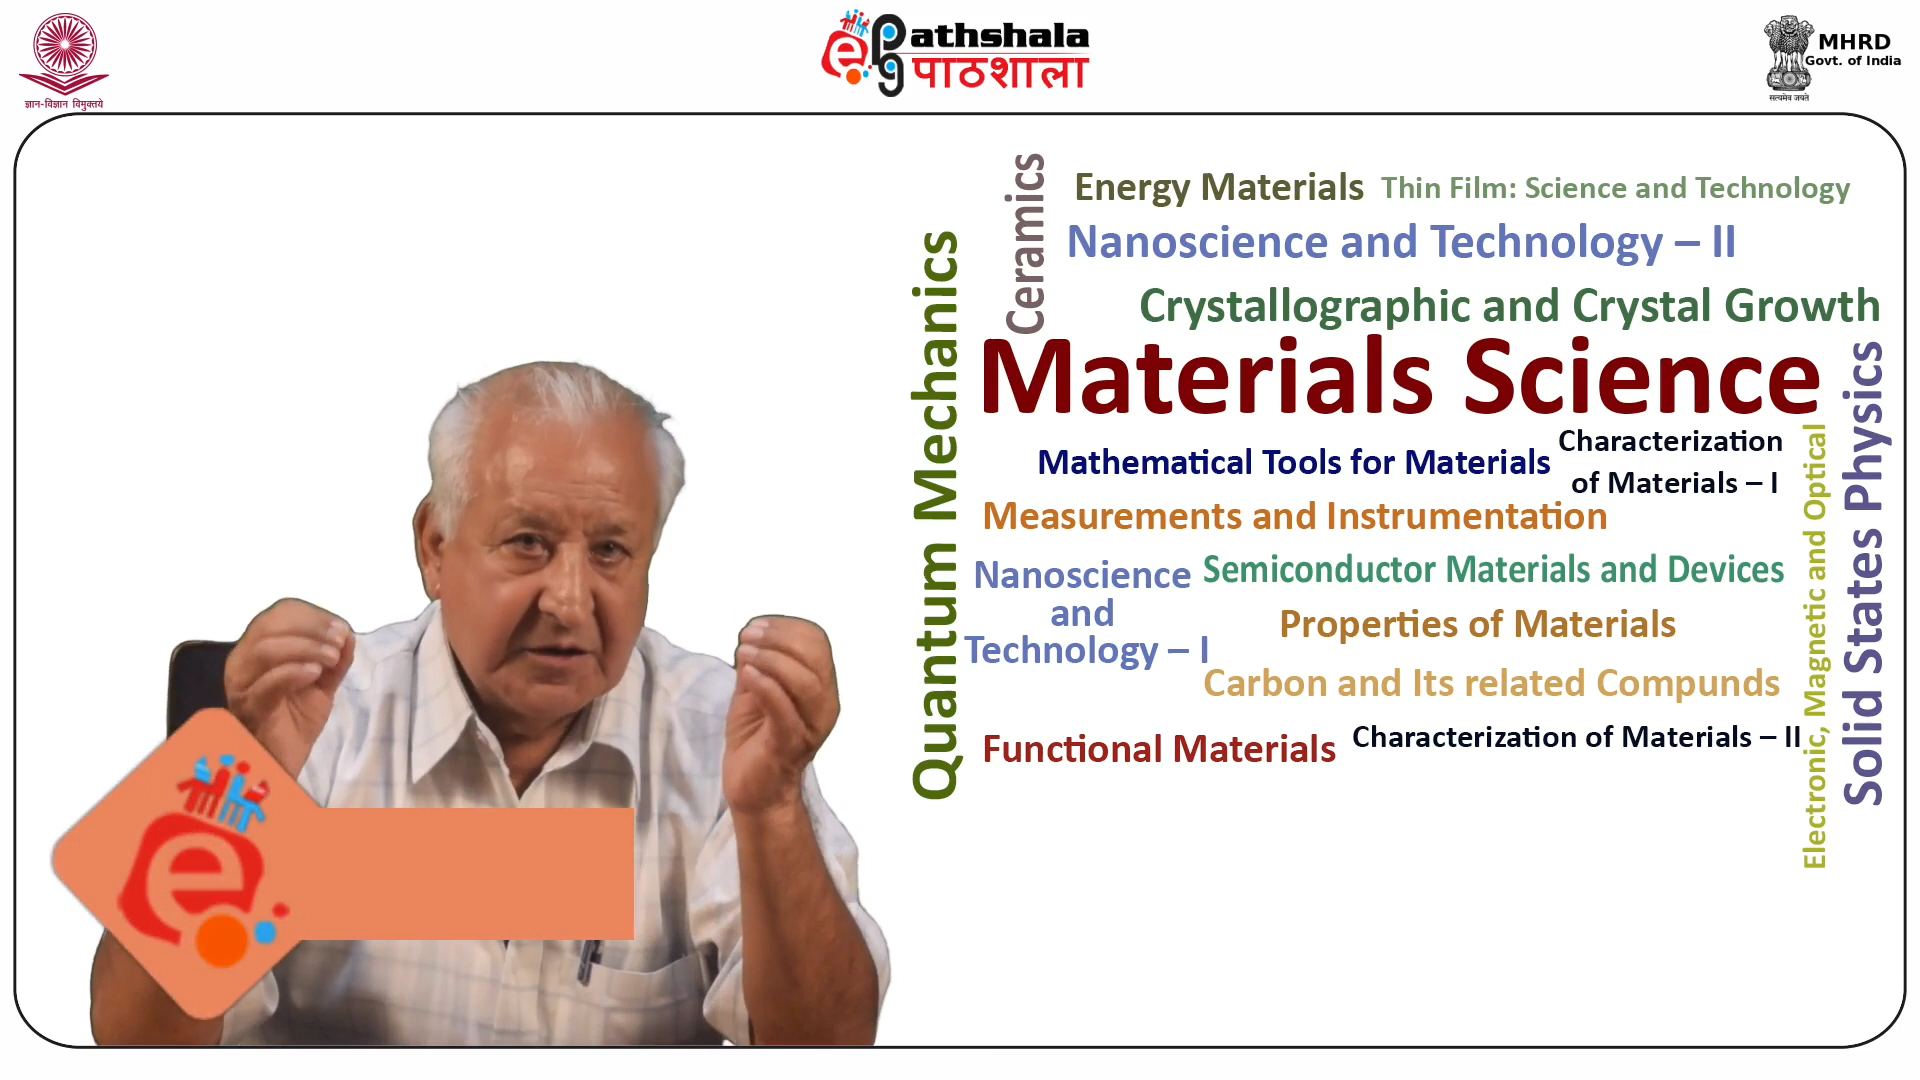 ज्ञान-विज्ञान विमुक्तये
e Pg athshala
पाठशाला
MHRD
Govt. of India
सत्यमेव जयते
Ceramics
Energy Materials
Thin Film: Science and Technology
Nanoscience and Technology – II
Crystallographic and Crystal Growth
Quantum Mechanics
Materials Science
Mathematical Tools for Materials
Characterization
of Materials – I
Measurements and Instrumentation
Nanoscience
and
Technology – I
Semiconductor Materials and Devices
Properties of Materials
Carbon and Its related Compunds
Functional Materials
Characterization of Materials – II
Electronic, Magnetic and Optical
Solid States Physics
e